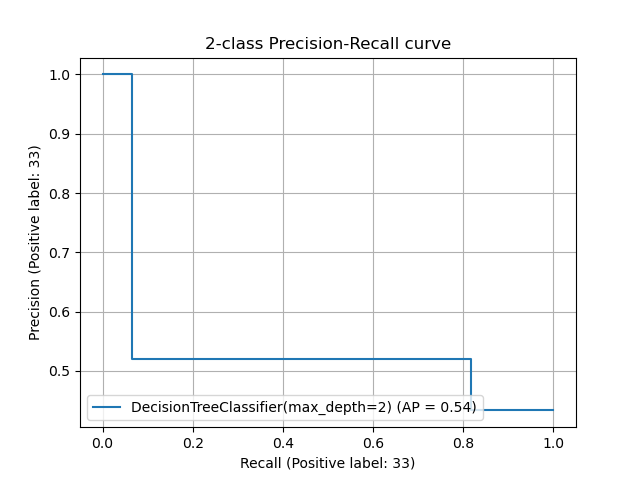 2-class Precision-Recall curve
1.0
0.9
0.8
0.7
0.6
0.5
Precision (Positive label: 33)
DecisionTreeClassifier(max_depth=2) (AP = 0.54)
0.0 0.2 0.4 0.6 0.8 1.0
Recall (Positive label: 33)